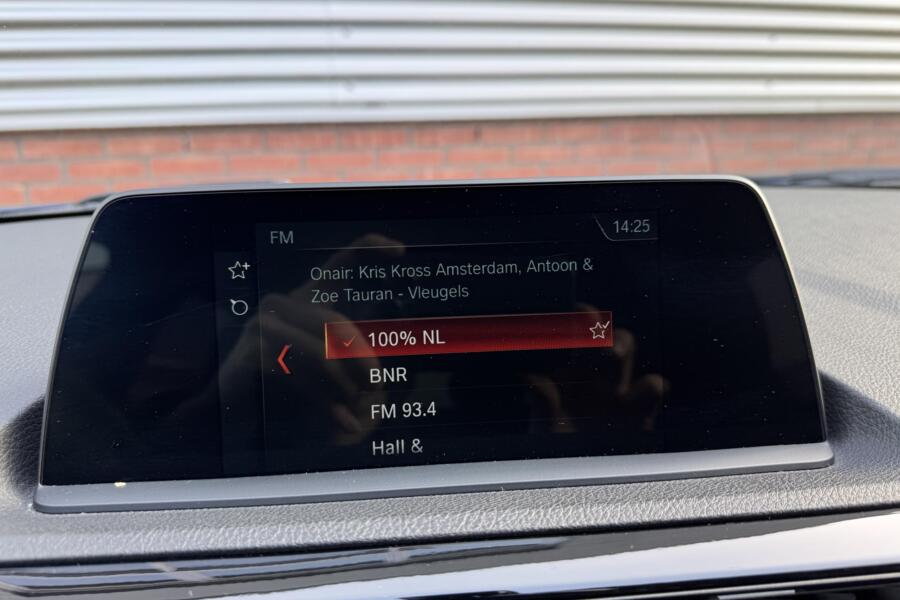 FM
14:25
Onair: Kris Kross Amsterdam, Antoon &
Zoe Tauran - Vleugels
100% NL
BNR
FM 93.4
Hall &